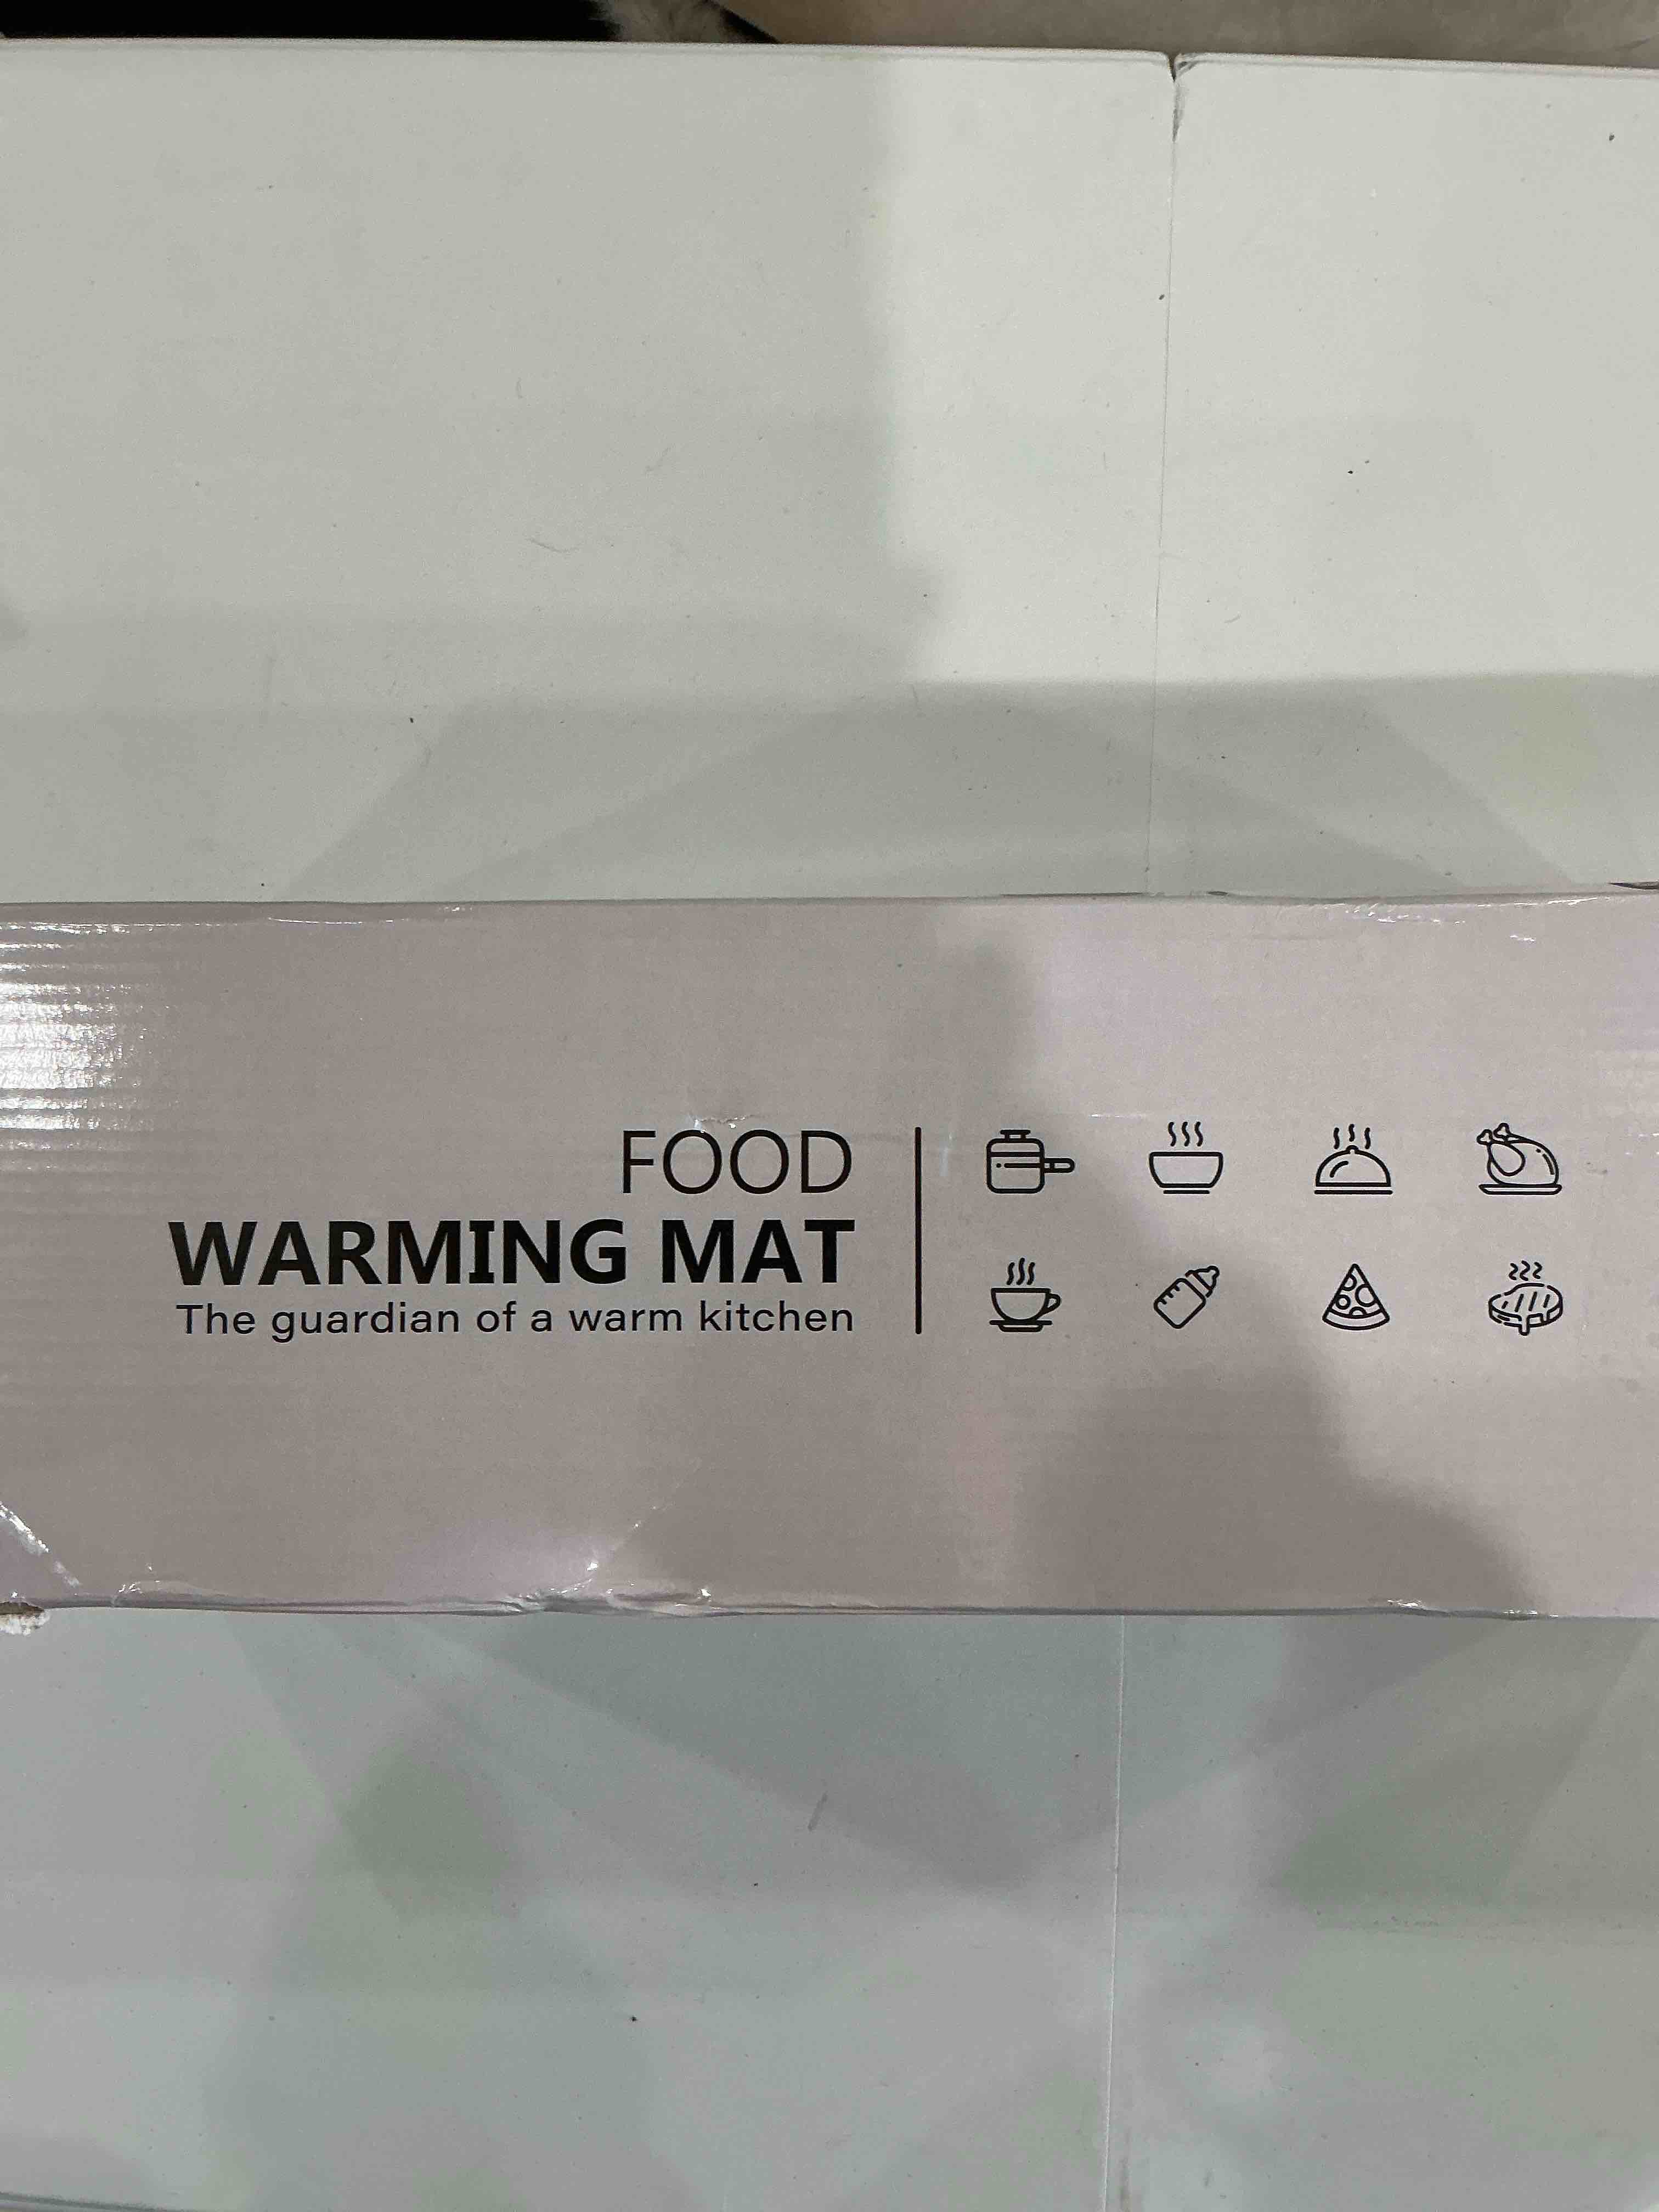 FOOD
WARMING MAT
The guardian of a warm kitchen